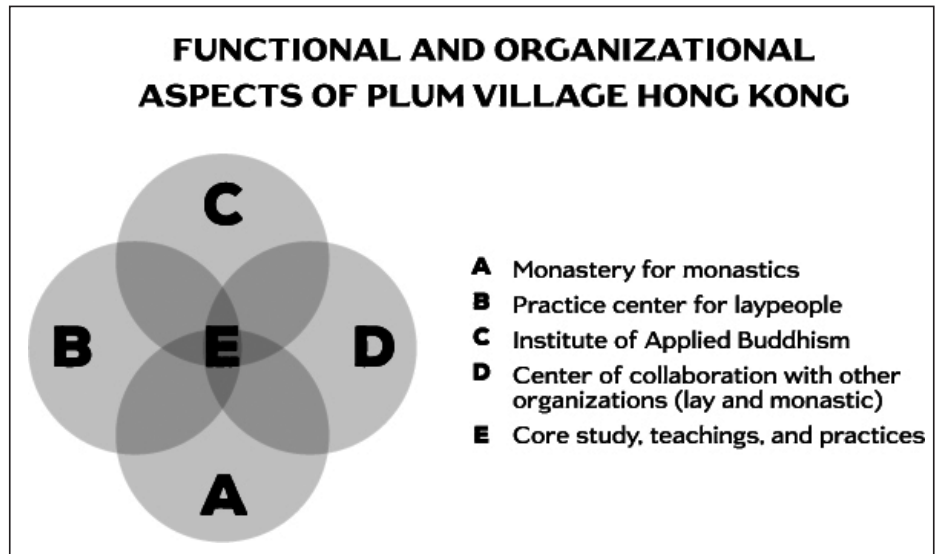 FUNCTIONAL AND ORGANIZATIONAL
ASPECTS OF PLUM VILLAGE HONG KONG
C
B
E
D
A
A Monastery for monastics
B Practice center for laypeople
C Institute of Applied Buddhism
D Center of collaboration with other
organizations (lay and monastic)
E Core study, teachings, and practices